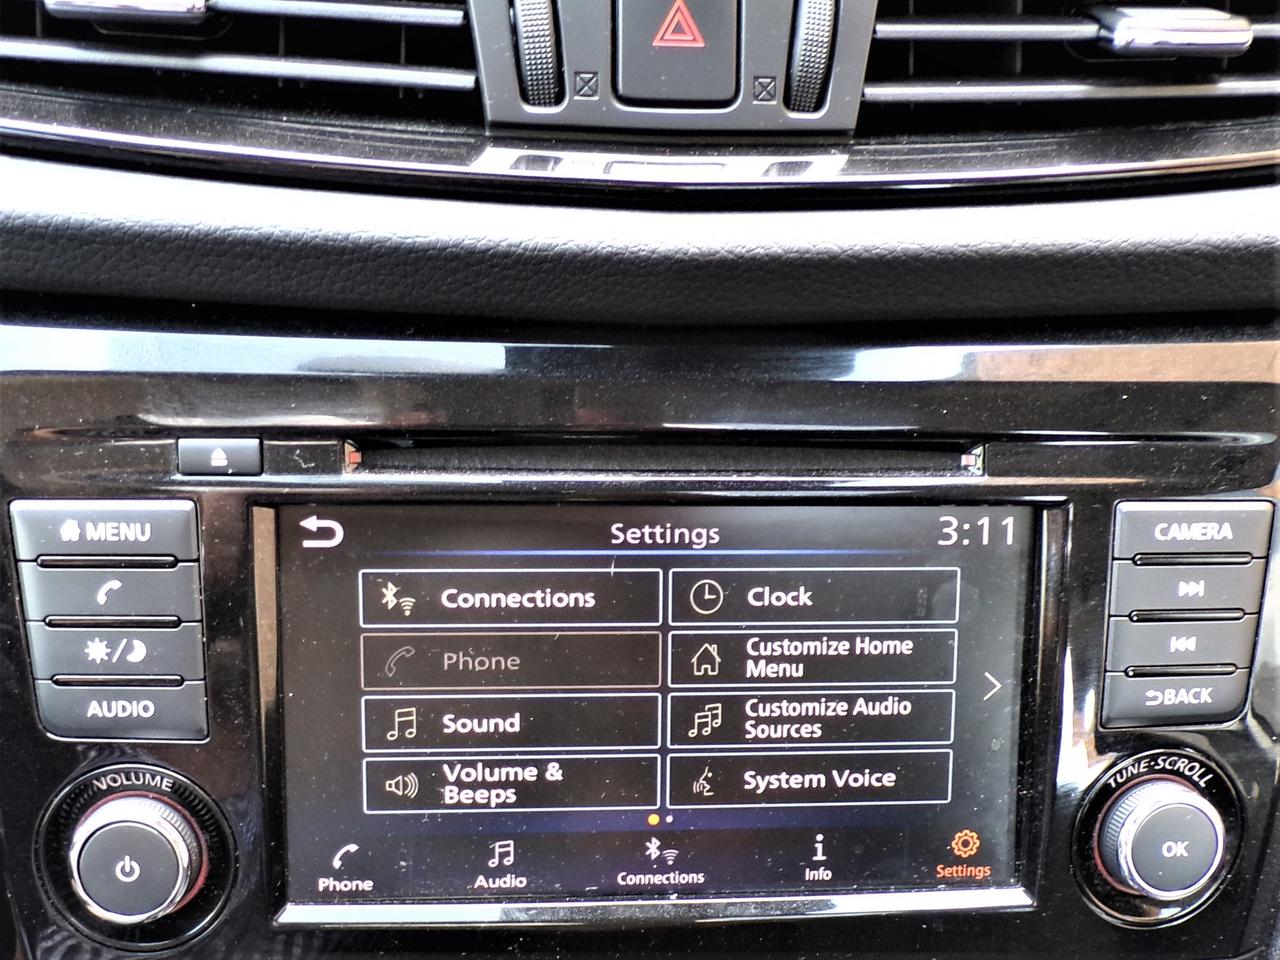 MENU
AUDIO
VOLUME
Settings
3:11
Connections
Clock
Phone
Customize Home
Menu
Sound
Customize Audio
Sources
Volume &
Beeps
System Voice
Phone
Audio
Connections
Info
Settings
CAMERA
BACK
TUNE·SCROLL
OK